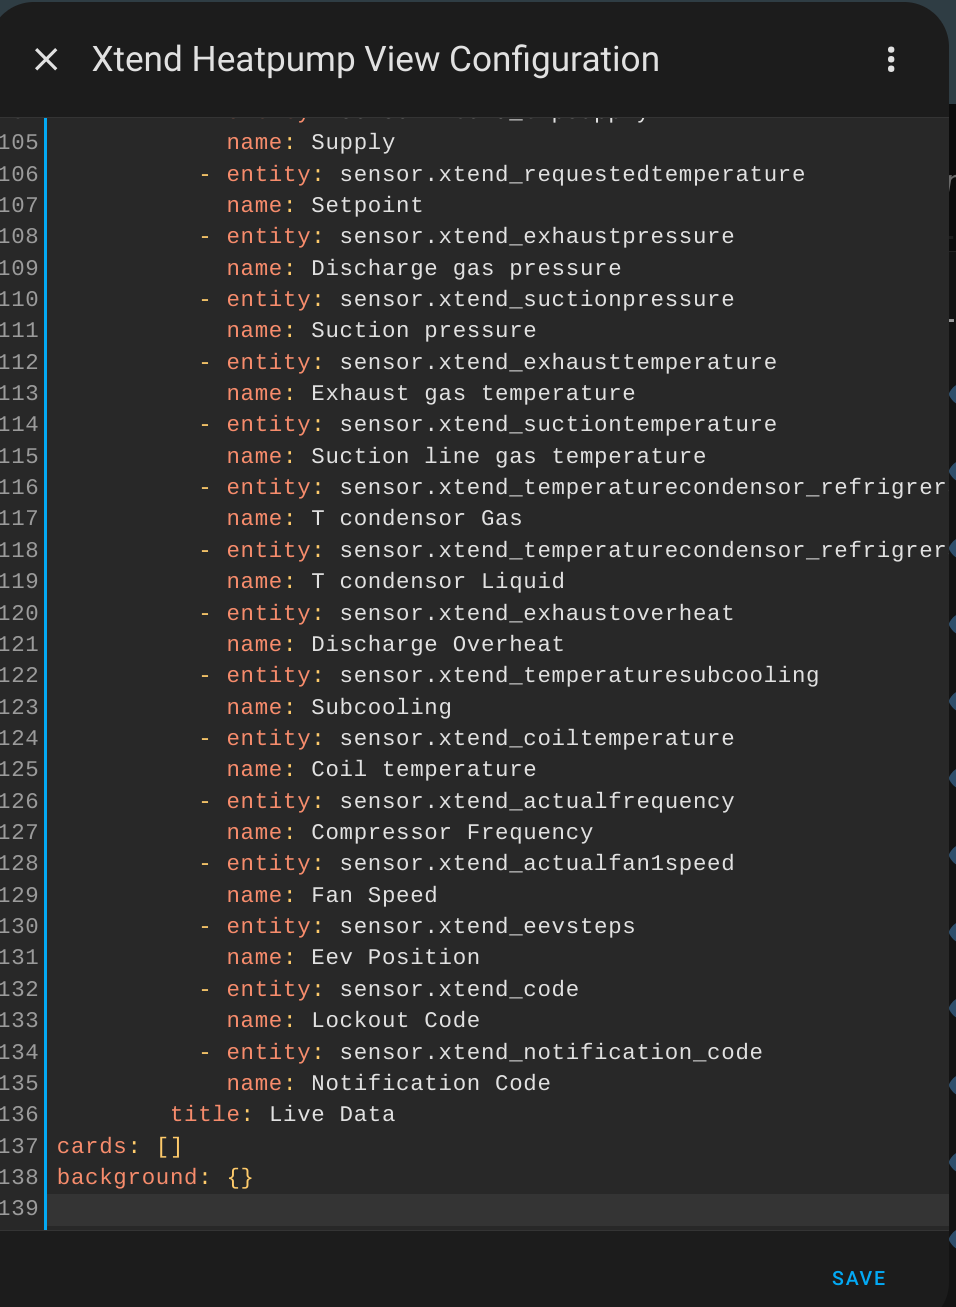 Xtend Heatpump View Configuration
105 name: Supply
106 - entity: sensor.xtend_requestedtemperature
107 name: Setpoint
108 - entity: sensor.xtend_exhaustpressure
109 name: Discharge gas pressure
110 - entity: sensor.xtend_suctionpressure
111 name: Suction pressure
112 - entity: sensor.xtend_exhausttemperature
113 name: Exhaust gas temperature
114 - entity: sensor.xtend_suctiontemperature
115 name: Suction line gas temperature
116 - entity: sensor.xtend_temperaturecondensor_refrigrer
117 name: T condensor Gas
118 - entity: sensor.xtend_temperaturecondensor_refrigrer
119 name: T condensor Liquid
120 - entity: sensor.xtend_exhaustoverheat
121 name: Discharge Overheat
122 - entity: sensor.xtend_temperaturesubcooling
123 name: Subcooling
124 - entity: sensor.xtend_coiltemperature
125 name: Coil temperature
126 - entity: sensor.xtend_actualfrequency
127 name: Compressor Frequency
128 - entity: sensor.xtend_actualfan1speed
129 name: Fan Speed
130 - entity: sensor.xtend_eevsteps
131 name: Eev Position
132 - entity: sensor.xtend_code
133 name: Lockout Code
134 - entity: sensor.xtend_notification_code
135 name: Notification Code
136 title: Live Data
137 cards: []
138 background: {}
139
SAVE